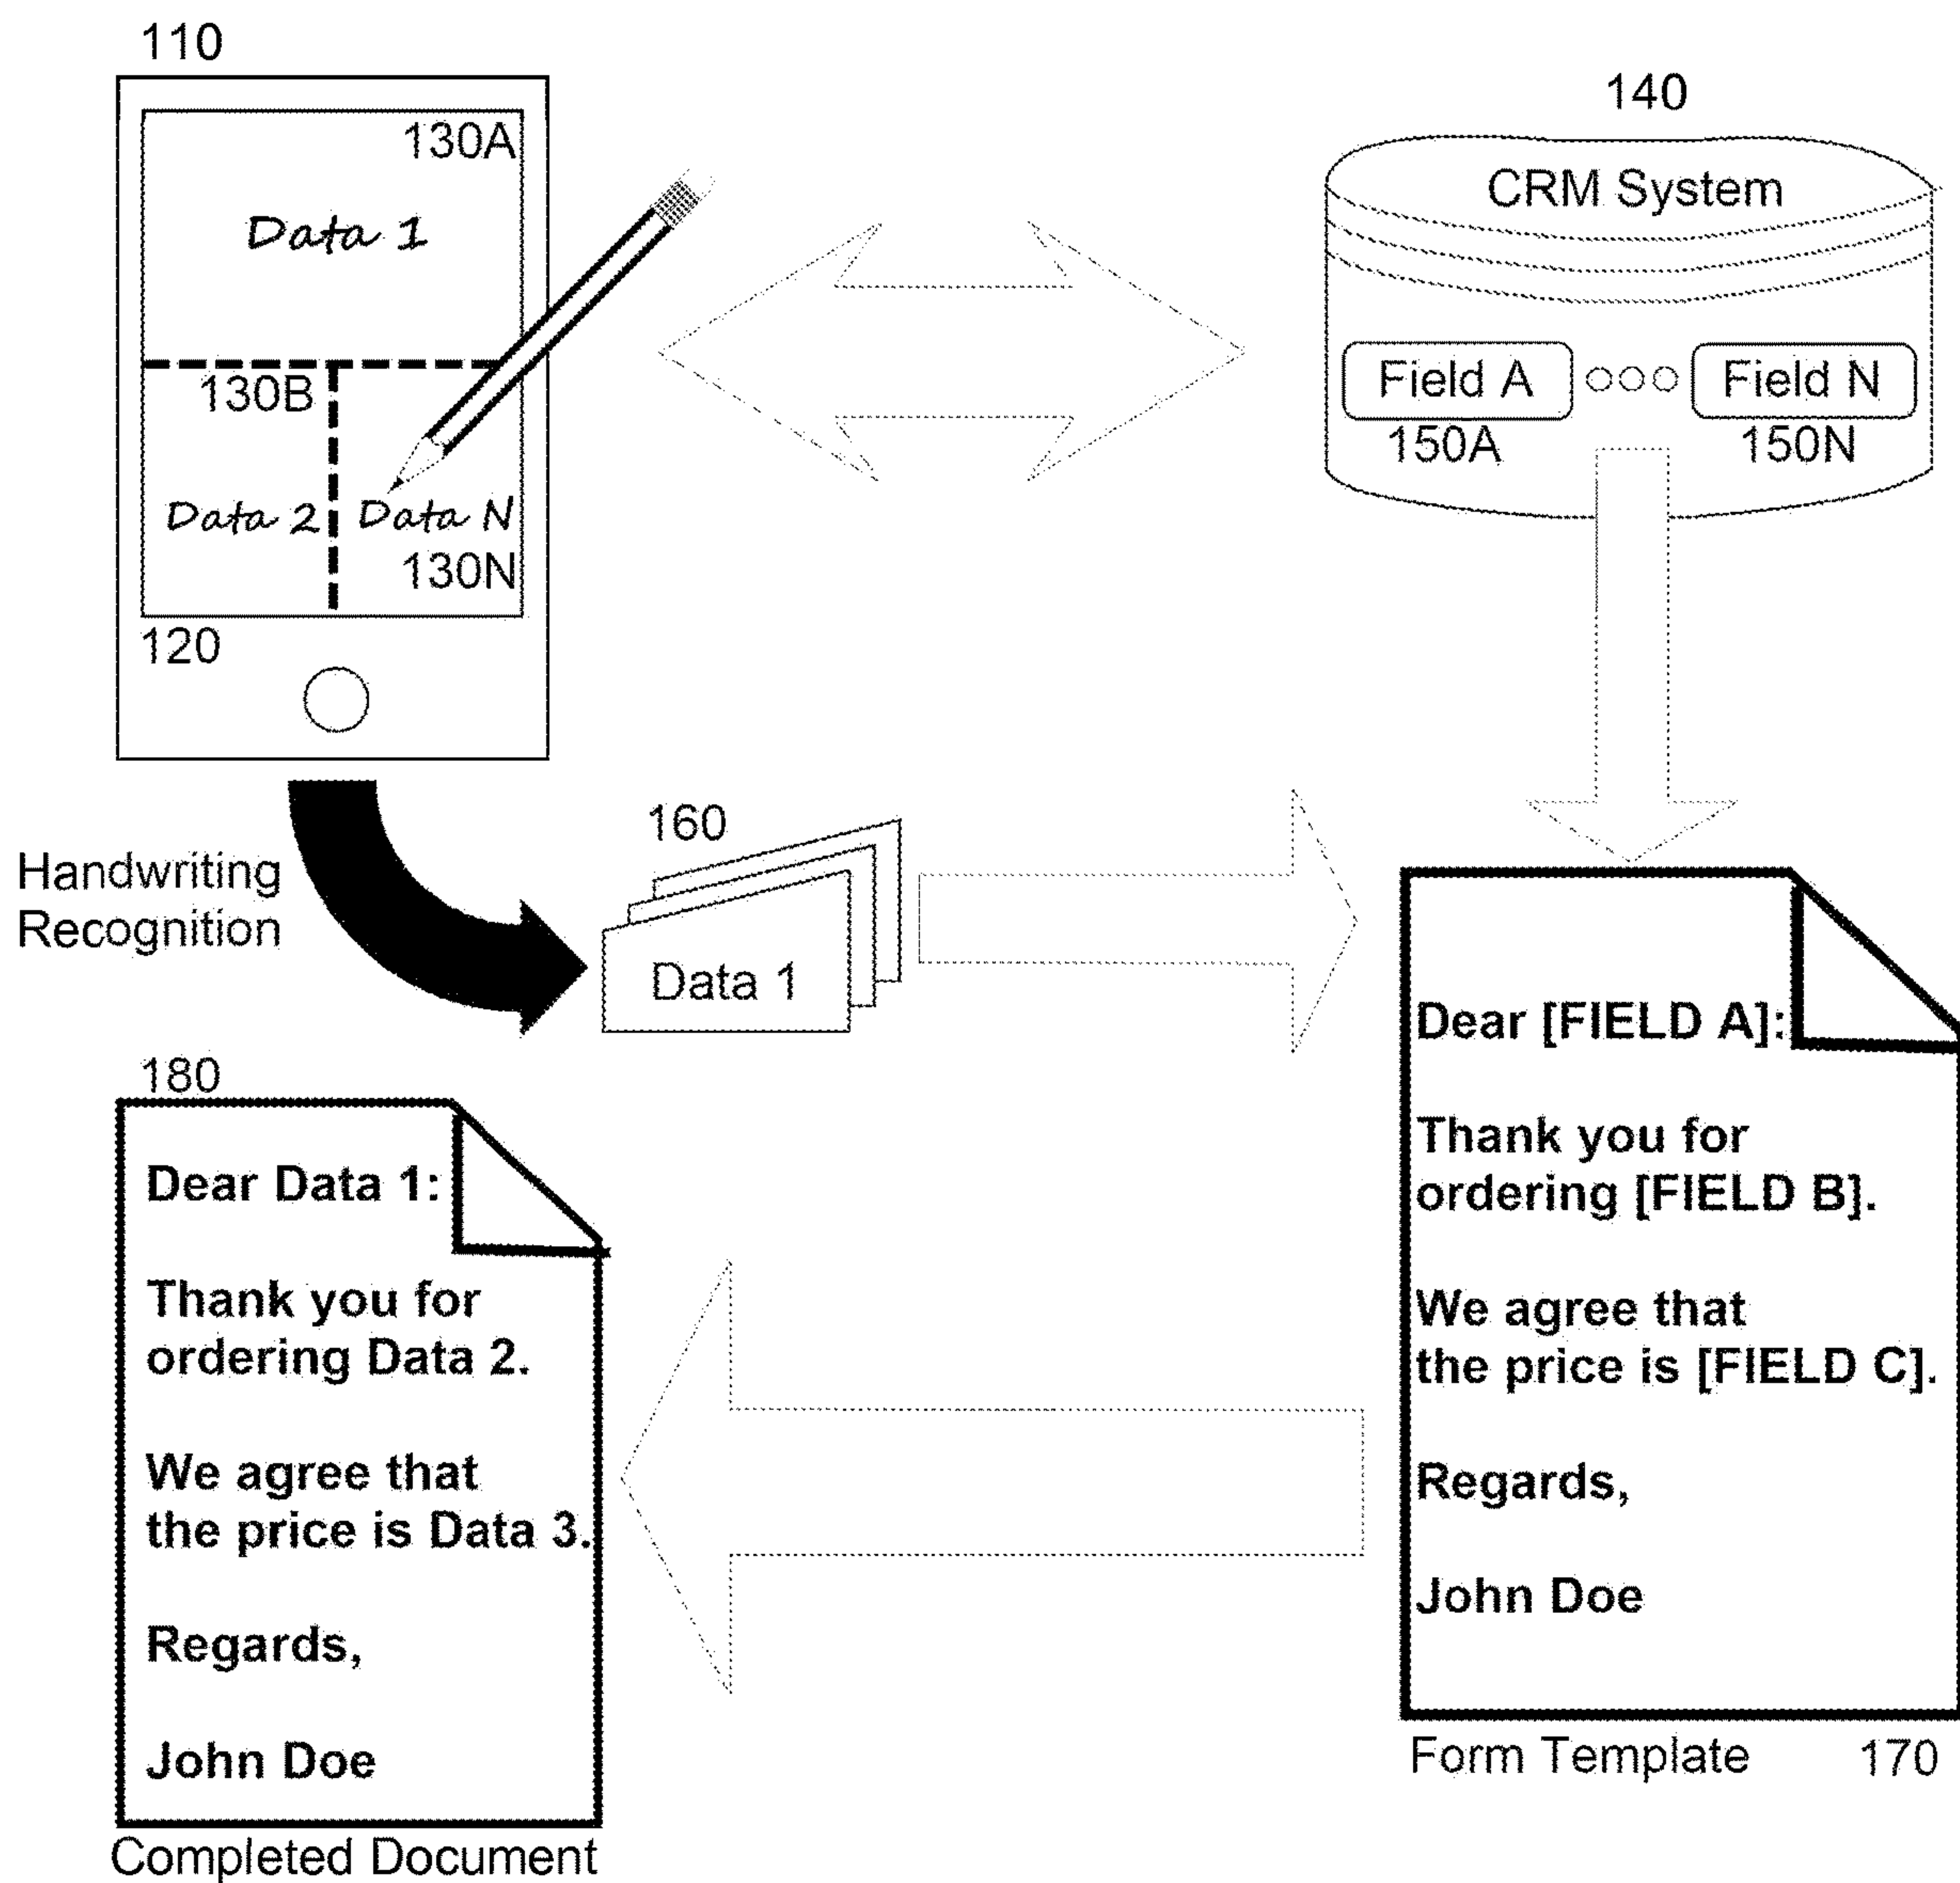 110
130A
Data 1
130B
Data 2
Data N
130N
120
140
CRM System
Field A
Field N
150A
150N
Handwriting
Recognition
160
Data 1
Dear [FIELD A]:
Thank you for
ordering [FIELD B].
We agree that
the price is [FIELD C].
Regards,
John Doe
Form Template 170
180
Dear Data 1:
Thank you for
ordering Data 2.
We agree that
the price is Data 3.
Regards,
John Doe
Completed Document